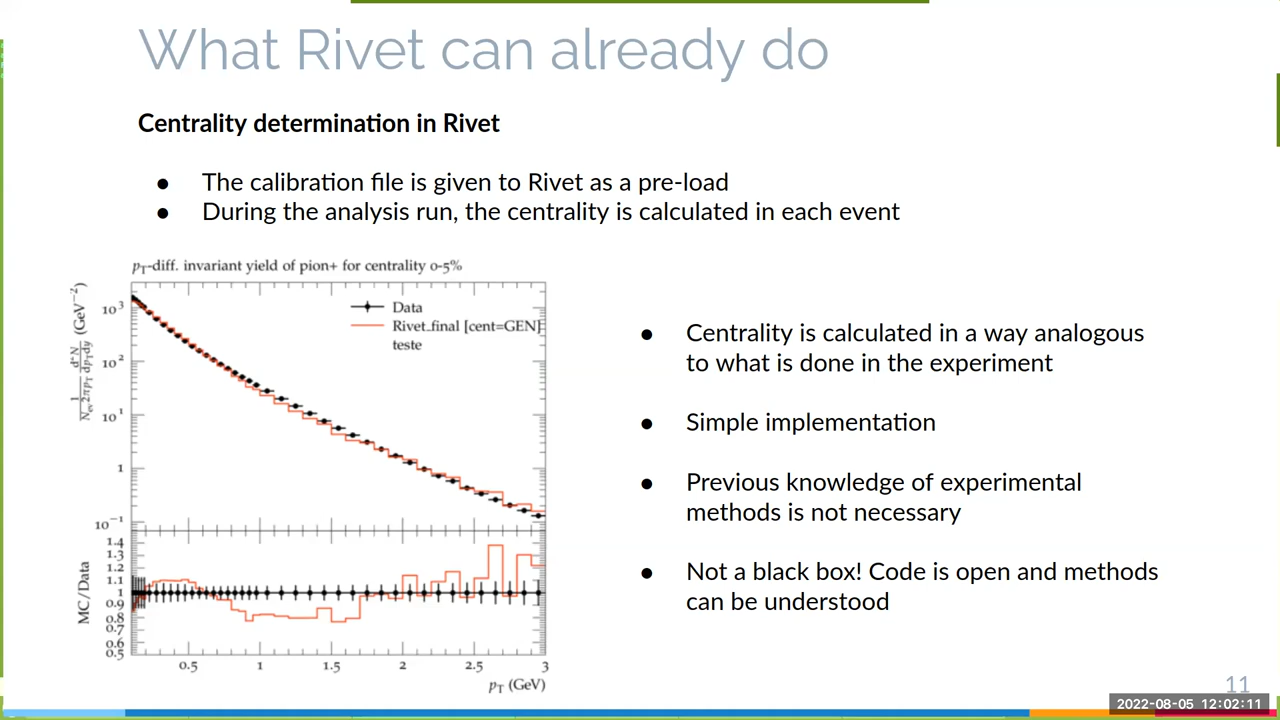 What Rivet can already do
Centrality determination in Rivet
● The calibration file is given to Rivet as a pre-load
● During the analysis run, the centrality is calculated in each event
pT-diff. invariant yield of pion+ for centrality 0-5%
Data
Rivet_final [cent=GEN]
teste
10^3
10^2
10^1
1
10^−1
1.4
1.3
1.2
1.1
1
0.9
0.8
0.7
0.6
0.5
MC/Data
0.5 1 1.5 2 2.5 3
pT (GeV)
● Centrality is calculated in a way analogous
to what is done in the experiment
● Simple implementation
● Previous knowledge of experimental
methods is not necessary
● Not a black box! Code is open and methods
can be understood
11
2022-08-05 12:02:11